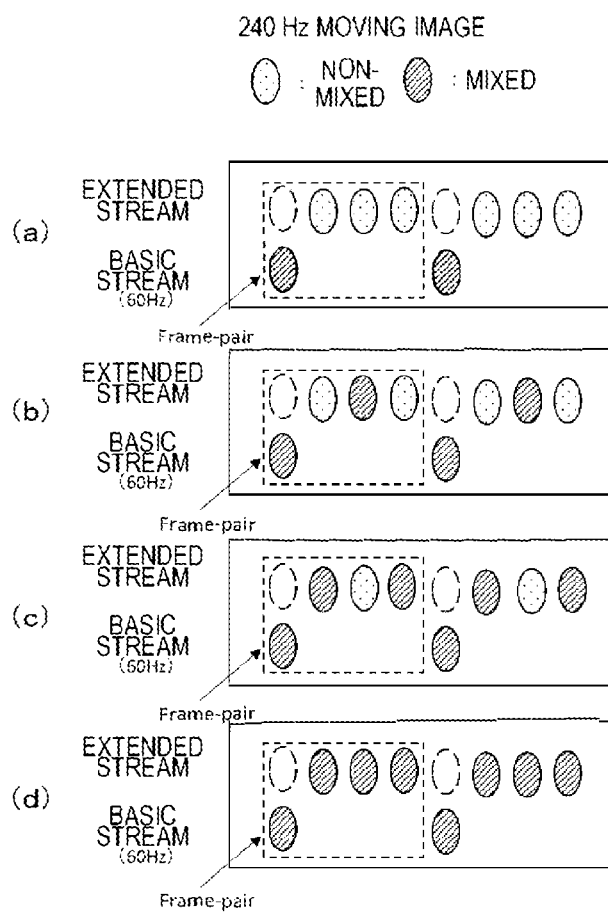 240 Hz MOVING IMAGE
: NON-MIXED : MIXED
(a)
EXTENDED
STREAM
BASIC
STREAM
(60Hz)
Frame-pair
(b)
EXTENDED
STREAM
BASIC
STREAM
(60Hz)
Frame-pair
(c)
EXTENDED
STREAM
BASIC
STREAM
(60Hz)
Frame-pair
(d)
EXTENDED
STREAM
BASIC
STREAM
(60Hz)
Frame-pair